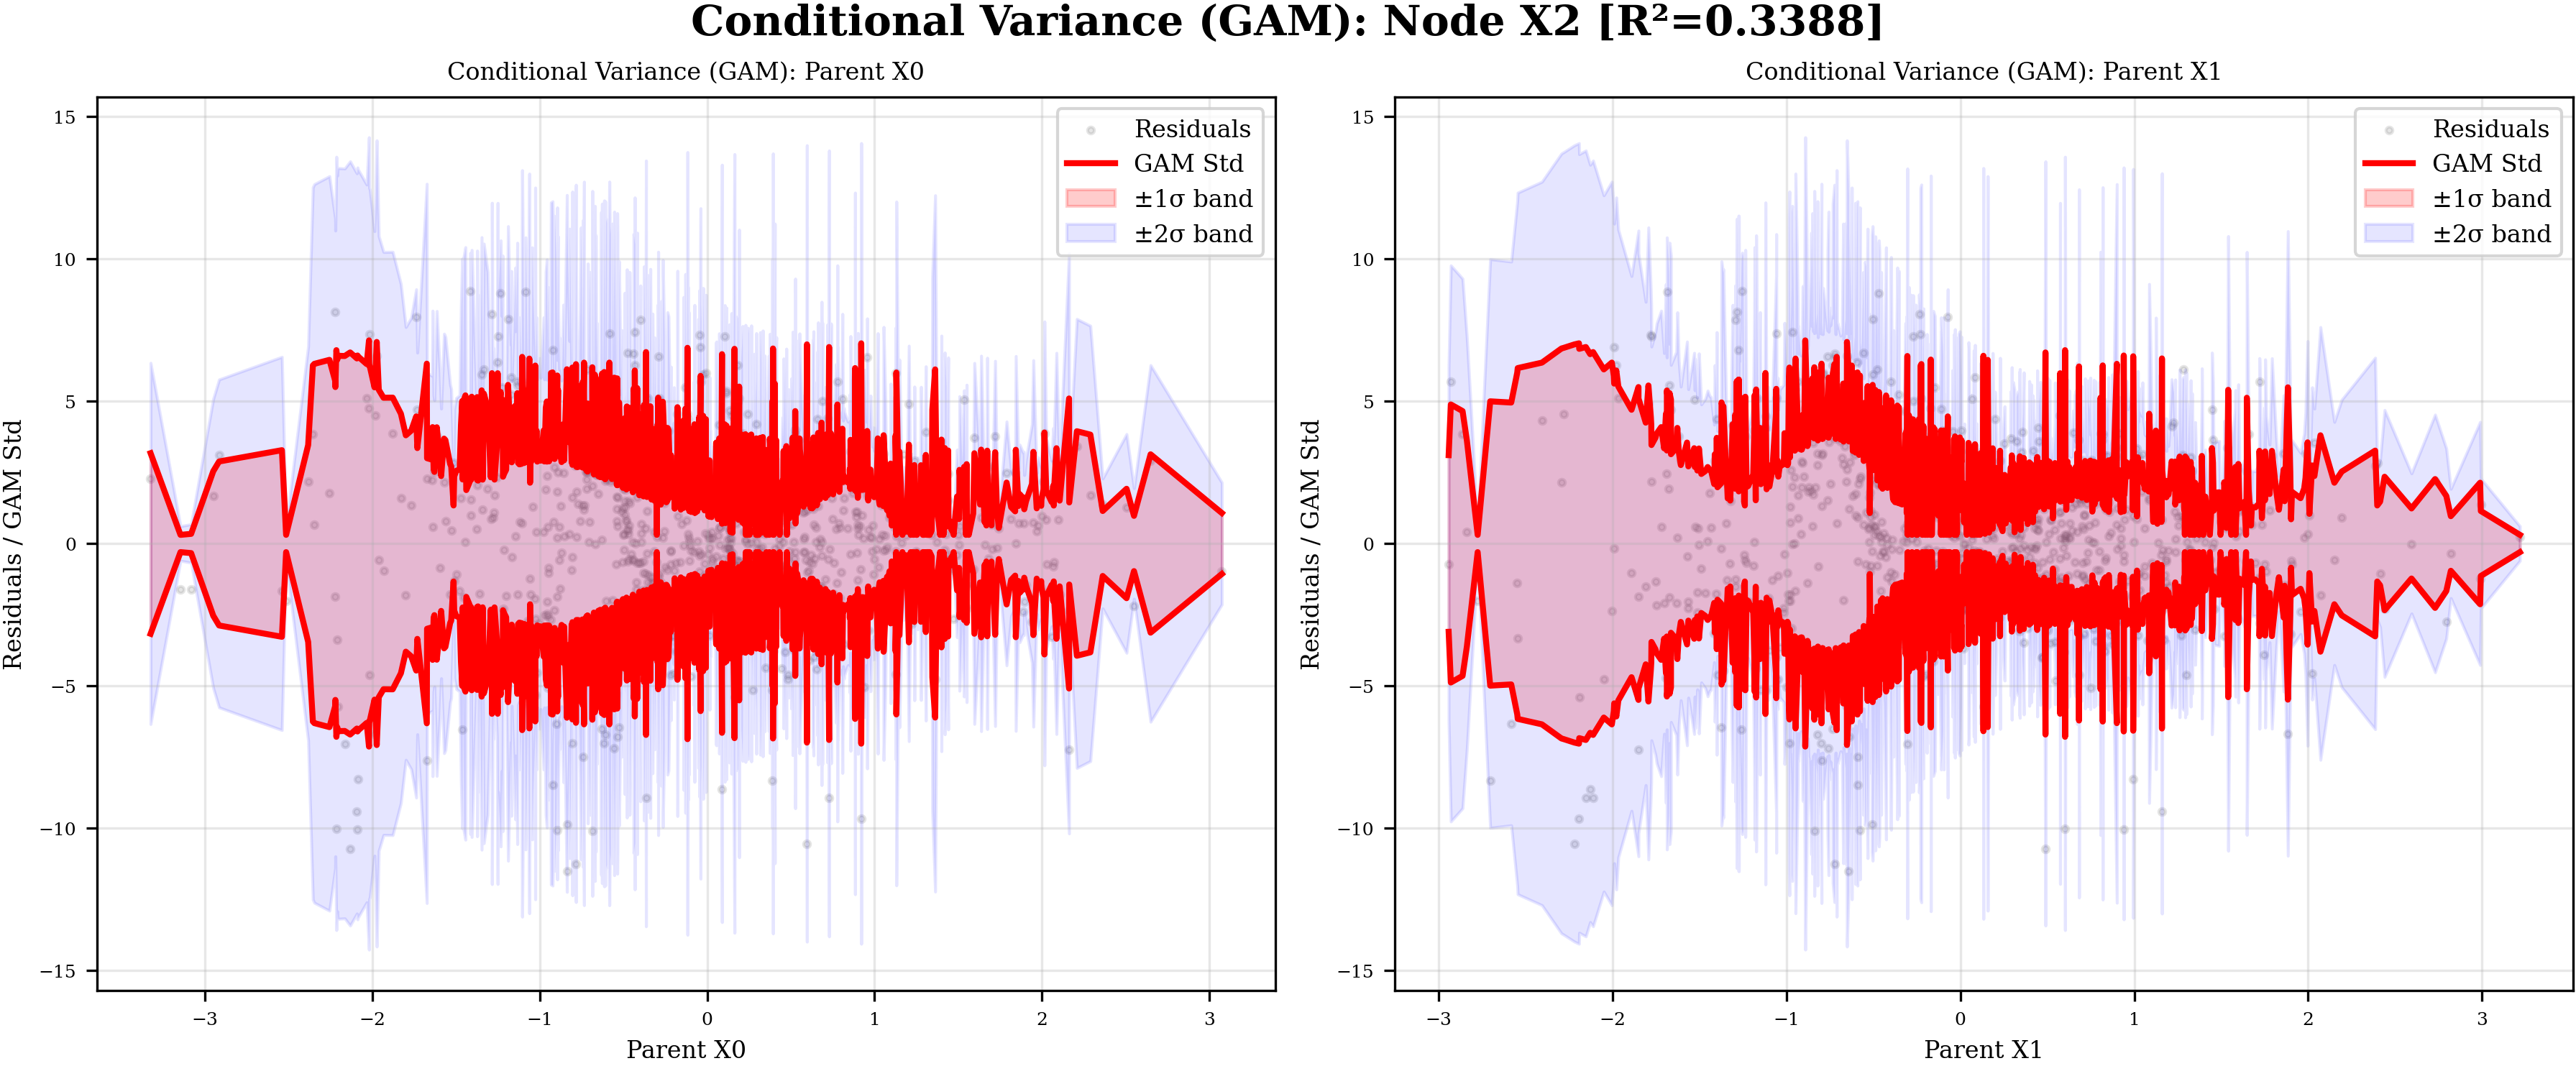 Conditional Variance (GAM): Node X2 [R²=0.3388]
Conditional Variance (GAM): Parent X0
15
10
5
0
−5
−10
−15
Residuals / GAM Std
−3
−2
−1
0
1
2
3
Parent X0
Residuals
GAM Std
±1σ band
±2σ band
Conditional Variance (GAM): Parent X1
15
10
5
0
−5
−10
−15
Residuals / GAM Std
−3
−2
−1
0
1
2
3
Parent X1
Residuals
GAM Std
±1σ band
±2σ band